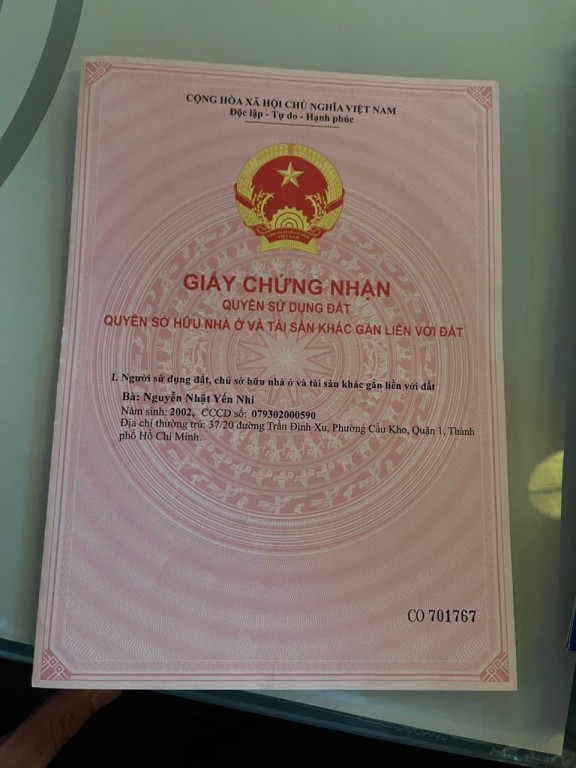 CỘNG HÒA XÃ HỘI CHỦ NGHĨA VIỆT NAM
Độc lập - Tự do - Hạnh phúc
GIẤY CHỨNG NHẬN
QUYỀN SỬ DỤNG ĐẤT
QUYỀN SỞ HỮU NHÀ Ở VÀ TÀI SẢN KHÁC GẮN LIỀN VỚI ĐẤT
I. Người sử dụng đất, chủ sở hữu nhà ở và tài sản khác gắn liền với đất
Bà: Nguyễn Nhật Yến Nhi
Năm sinh: 2002, CCCD số: 079302000590
Địa chỉ thường trú: 37/20 đường Trần Đình Xu, Phường Cầu Kho, Quận 1, Thành
phố Hồ Chí Minh.
CO 701767